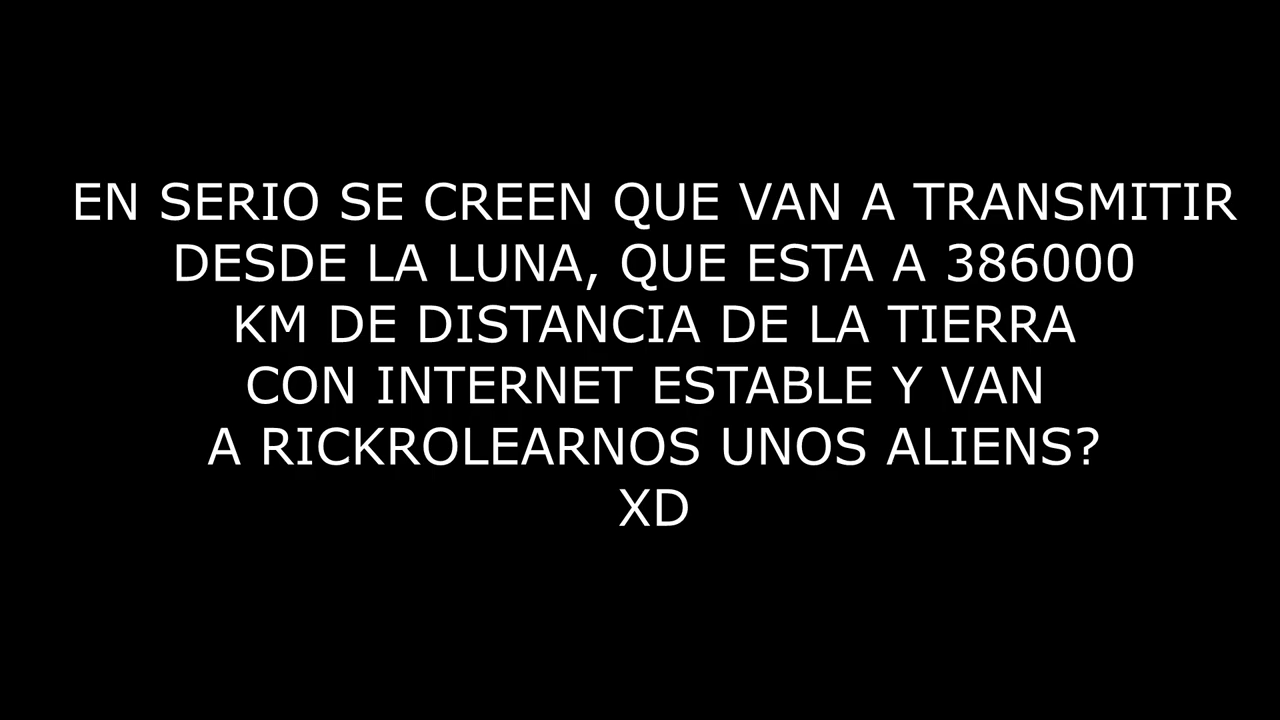 EN SERIO SE CREEN QUE VAN A TRANSMITIR
DESDE LA LUNA, QUE ESTA A 386000
KM DE DISTANCIA DE LA TIERRA
CON INTERNET ESTABLE Y VAN
A RICKROLEARNOS UNOS ALIENS?
XD